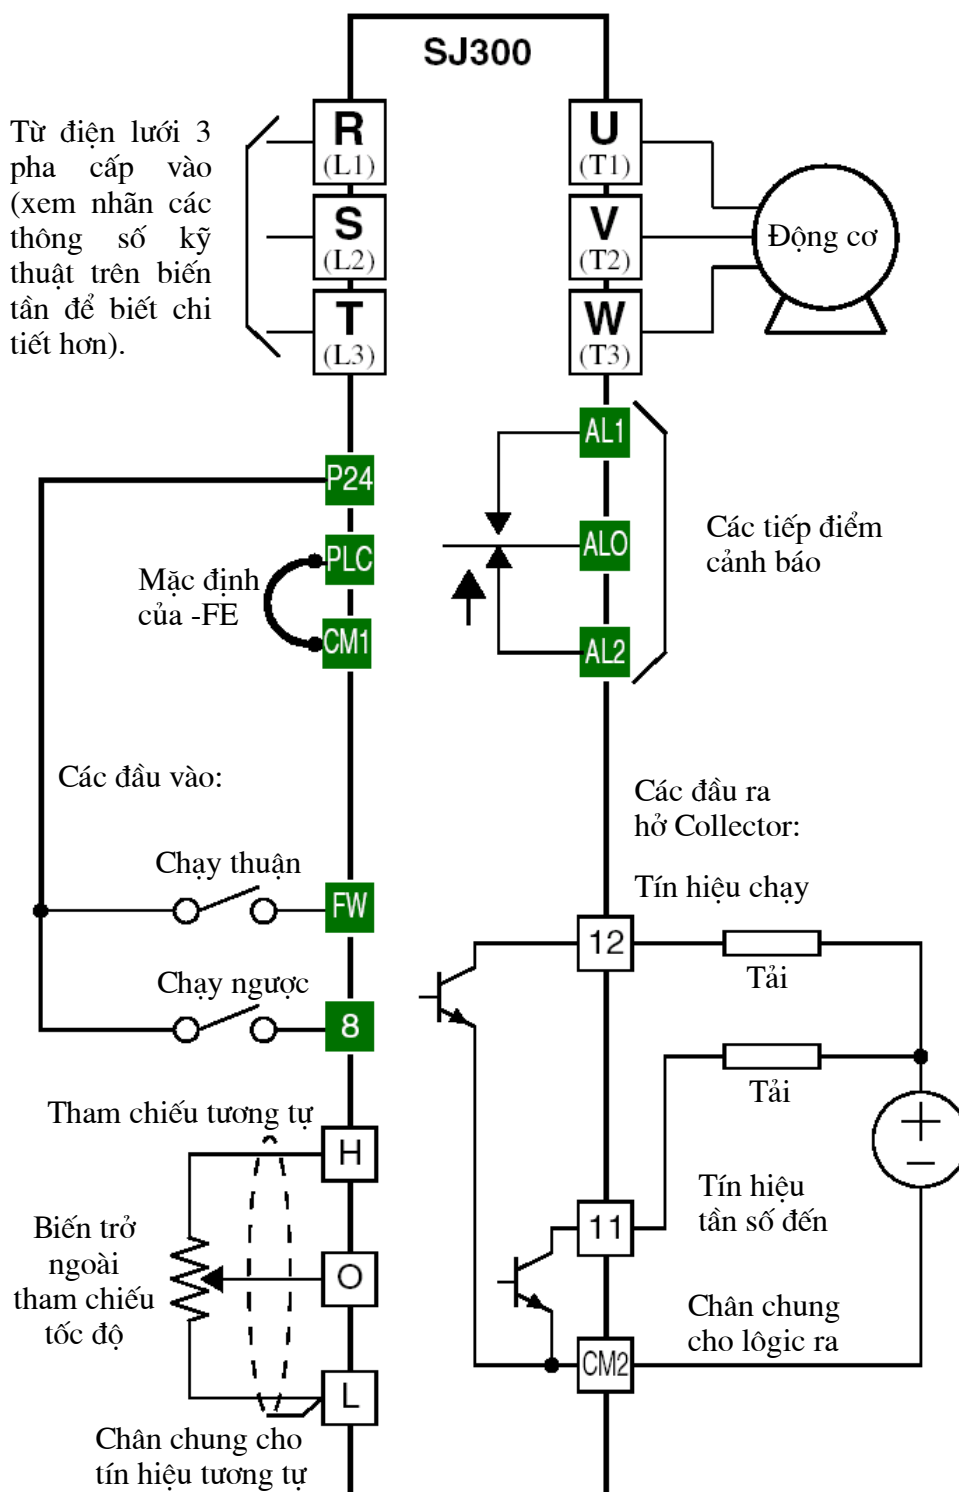 SJ300
Từ điện lưới 3
pha cấp vào
(xem nhãn các
thông số kỹ
thuật trên biến
tần để biết chi
tiết hơn).
R
(L1)
S
(L2)
T
(L3)
U
(T1)
V
(T2)
W
(T3)
Động cơ
AL1
AL0
AL2
Các tiếp điểm
cảnh báo
P24
PLC
CM1
Mặc định
của -FE
Các đầu vào:
Chạy thuận
FW
Chạy ngược
8
Các đầu ra
hở Collector:
Tín hiệu chạy
12
Tải
Tải
Tham chiếu tương tự
H
O
L
Biến trở
ngoài
tham chiếu
tốc độ
Chân chung cho
tín hiệu tương tự
Tín hiệu
tần số đến
11
Chân chung
cho lôgic ra
CM2
+
−